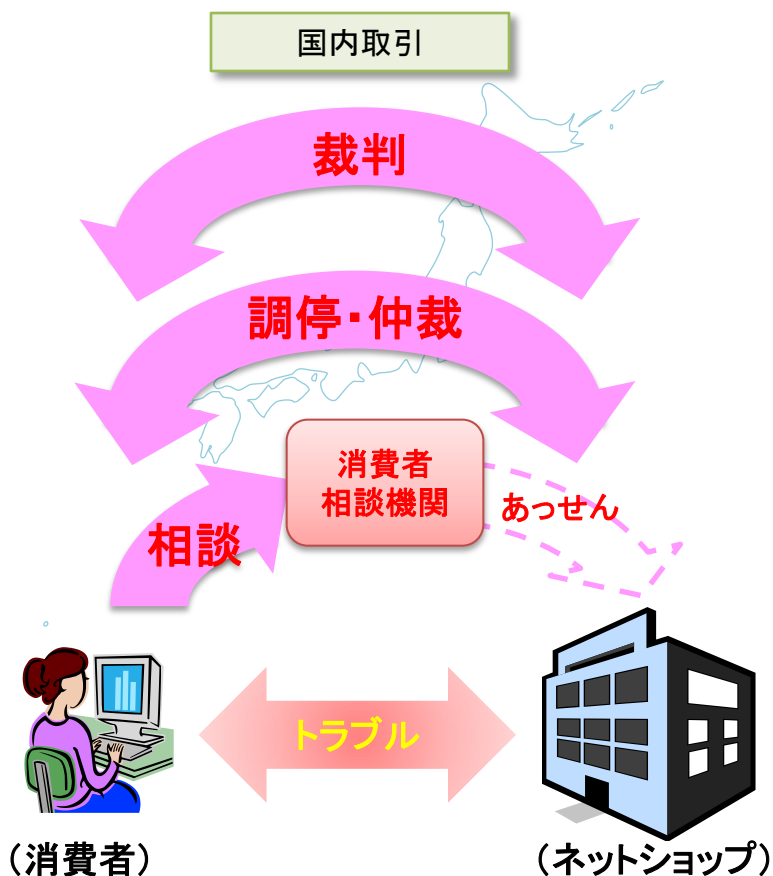 国内取引
裁判
調停・仲裁
消費者
相談機関
あっせん
相談
トラブル
（消費者）
（ネットショップ）